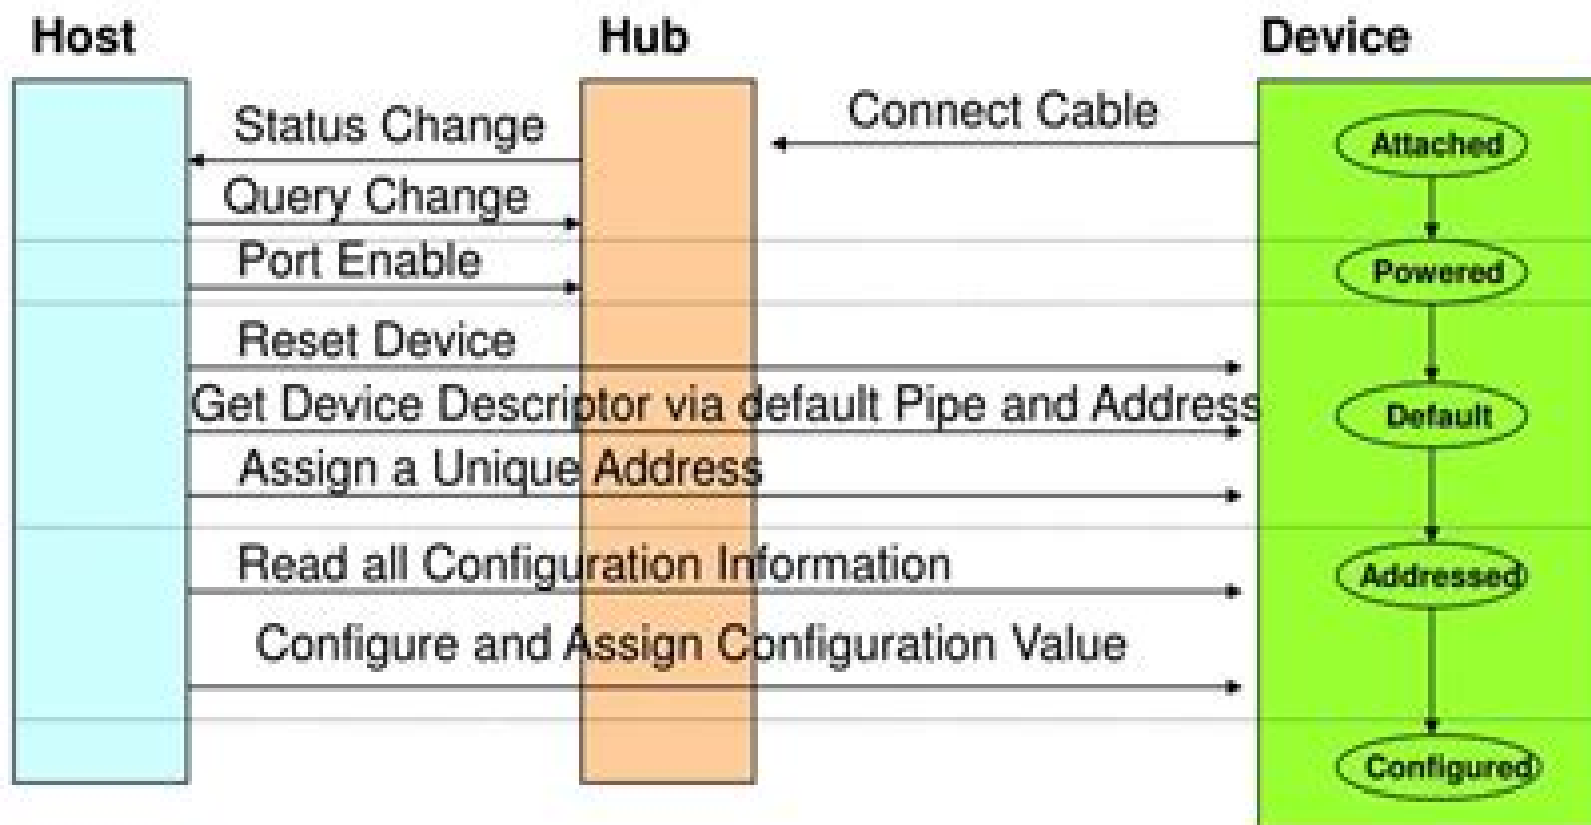 Host
Hub
Device
Connect Cable
Status Change
Attached
Query Change
Port Enable
Powered
Reset Device
Get Device Descriptor via default Pipe and Address
Default
Assign a Unique Address
Read all Configuration Information
Addressed
Configure and Assign Configuration Value
Configured